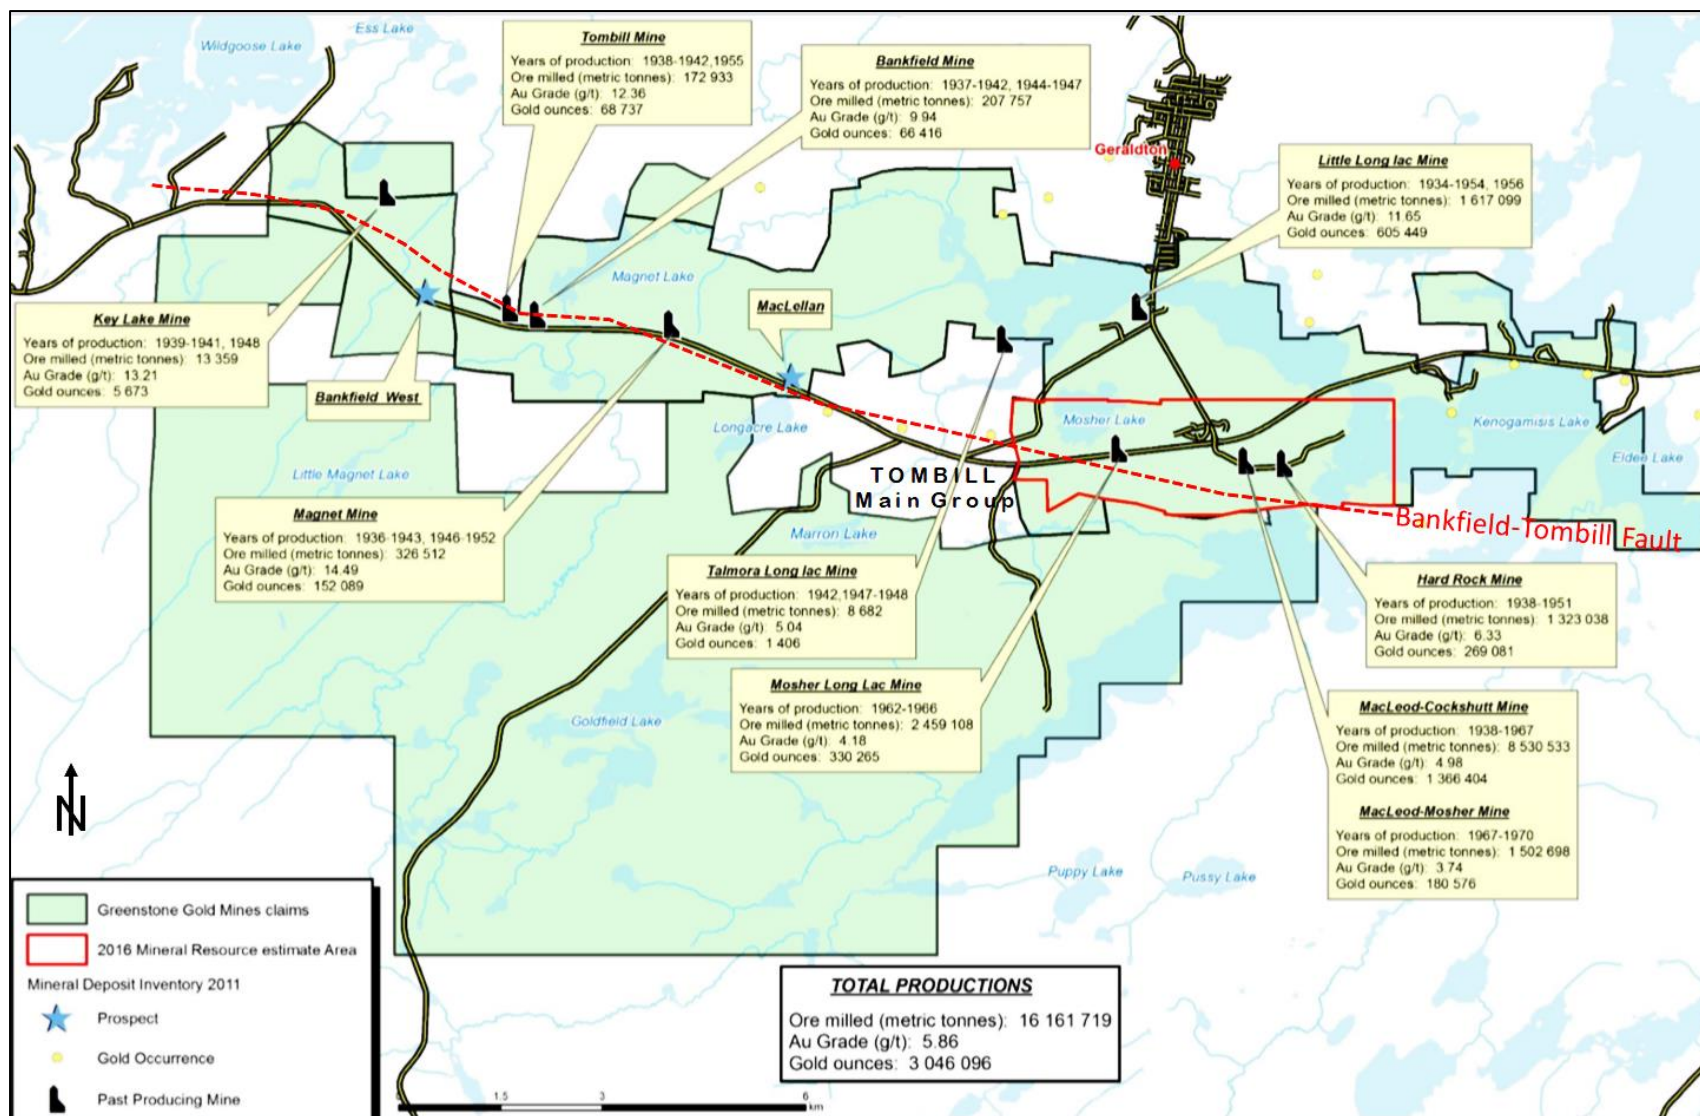 Ess Lake
Wildgoose Lake
Tombill Mine
Years of production: 1938-1942,1955
Ore milled (metric tonnes): 172 933
Au Grade (g/t): 12.36
Gold ounces: 68 737
Bankfield Mine
Years of production: 1937-1942, 1944-1947
Ore milled (metric tonnes): 207 757
Au Grade (g/t): 9.94
Gold ounces: 66 416
Geraldton
Little Long lac Mine
Years of production: 1934-1954, 1956
Ore milled (metric tonnes): 1 617 099
Au Grade (g/t): 11.65
Gold ounces: 605 449
Magnet Lake
MacLellan
Key Lake Mine
Years of production: 1939-1941, 1948
Ore milled (metric tonnes): 13 359
Au Grade (g/t): 13.21
Gold ounces: 5 673
Bankfield West
Longacre Lake
Mosher Lake
Kenogamisis Lake
Eldee Lake
Little Magnet Lake
TOMBILL
Main Group
Bankfield-Tombill Fault
Magnet Mine
Years of production: 1936-1943, 1946-1952
Ore milled (metric tonnes): 326 512
Au Grade (g/t): 14.49
Gold ounces: 152 089
Marron Lake
Talmora Long lac Mine
Years of production: 1942,1947-1948
Ore milled (metric tonnes): 8 682
Au Grade (g/t): 5.04
Gold ounces: 1 406
Hard Rock Mine
Years of production: 1938-1951
Ore milled (metric tonnes): 1 323 038
Au Grade (g/t): 6.33
Gold ounces: 269 081
Mosher Long Lac Mine
Years of production: 1962-1966
Ore milled (metric tonnes): 2 459 108
Au Grade (g/t): 4.18
Gold ounces: 330 265
Goldfield Lake
MacLeod-Cockshutt Mine
Years of production: 1938-1967
Ore milled (metric tonnes): 8 530 533
Au Grade (g/t): 4.98
Gold ounces: 1 366 404
MacLeod-Mosher Mine
Years of production: 1967-1970
Ore milled (metric tonnes): 1 502 698
Au Grade (g/t): 3.74
Gold ounces: 180 576
N
Puppy Lake
Pussy Lake
Greenstone Gold Mines claims
2016 Mineral Resource estimate Area
Mineral Deposit Inventory 2011
Prospect
Gold Occurrence
Past Producing Mine
TOTAL PRODUCTIONS
Ore milled (metric tonnes): 16 161 719
Au Grade (g/t): 5.86
Gold ounces: 3 046 096
1.5 3 6
km